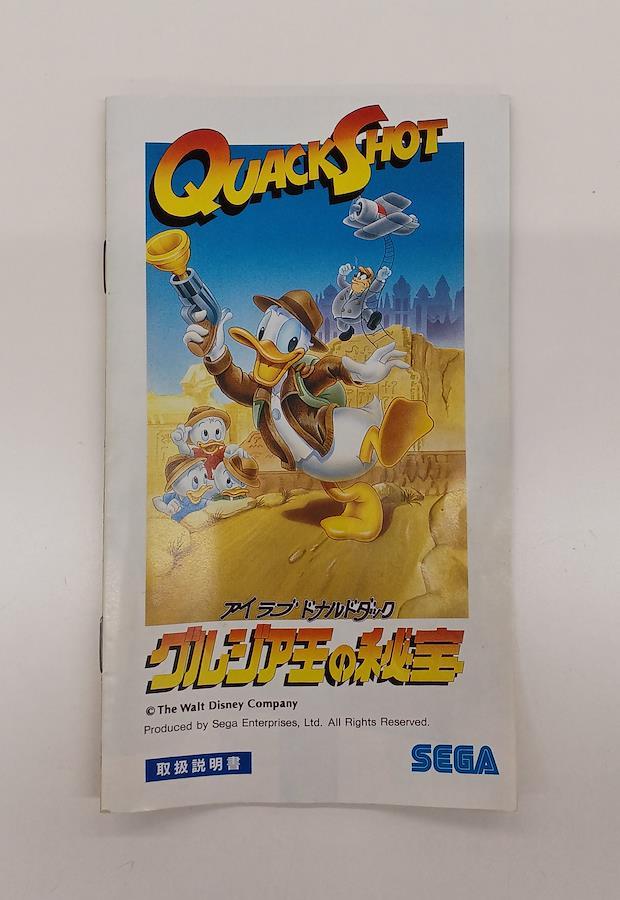 QUACKSHOT
アイラブ ドナルドダック
グルジア王の秘宝
© The Walt Disney Company
Produced by Sega Enterprises, Ltd. All Rights Reserved.
取扱説明書
SEGA